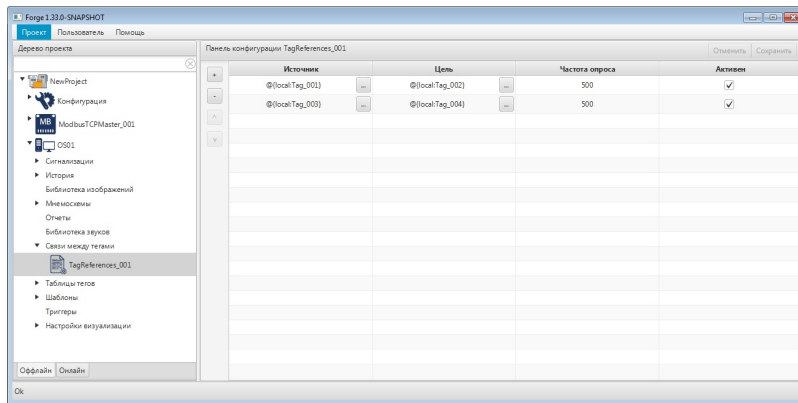 Forge 1.33.0-SNAPSHOT
Проект Пользователь Помощь
Дерево проекта
Панель конфигурации TagReferences_001
Отменить Сохранить
NewProject
Конфигурация
MB ModbusTCPMaster_001
OS01
Сигнализации
История
Библиотека изображений
Мнемосхемы
Отчеты
Библиотека звуков
Связи между тегами
TagReferences_001
Таблицы тегов
Шаблоны
Триггеры
Настройки визуализации
Оффлайн Онлайн
+
-
^
v
Источник Цель Частота опроса Активен
@{local:Tag_001} ... @{local:Tag_002} ... 500
@{local:Tag_003} ... @{local:Tag_004} ... 500
Ok